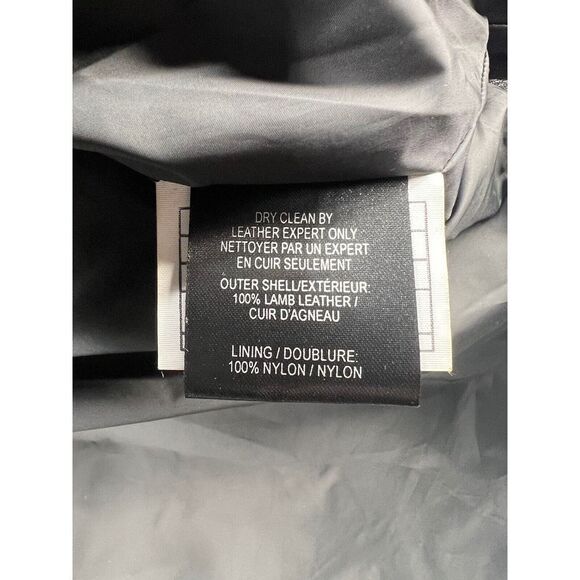 DRY CLEAN BY
LEATHER EXPERT ONLY
NETTOYER PAR UN EXPERT
EN CUIR SEULEMENT
OUTER SHELL/EXTÉRIEUR:
100% LAMB LEATHER /
CUIR D'AGNEAU
LINING / DOUBLURE:
100% NYLON / NYLON